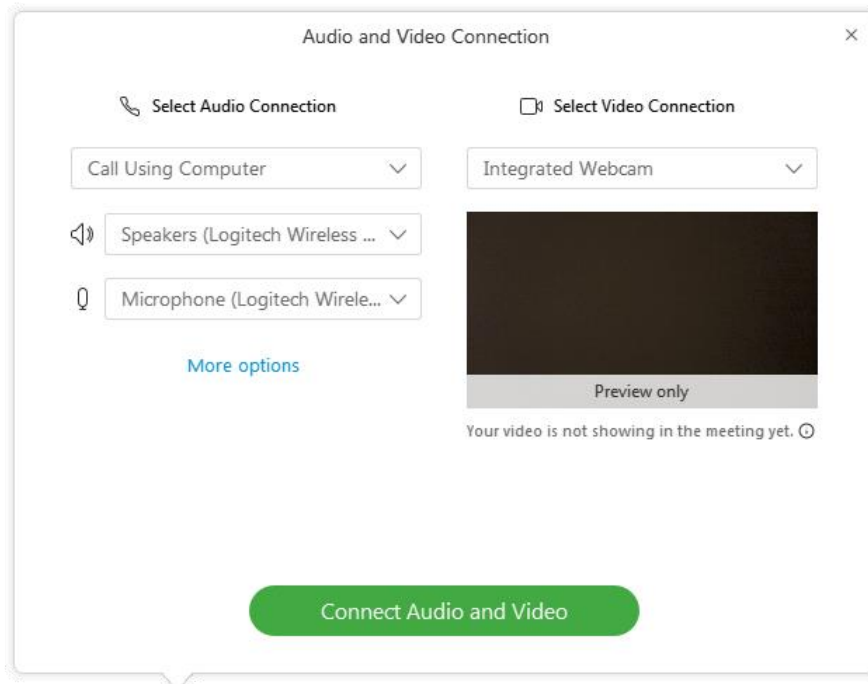 Audio and Video Connection
Select Audio Connection
Call Using Computer
Speakers (Logitech Wireless ...
Microphone (Logitech Wirele...
More options
Select Video Connection
Integrated Webcam
Preview only
Your video is not showing in the meeting yet.
Connect Audio and Video